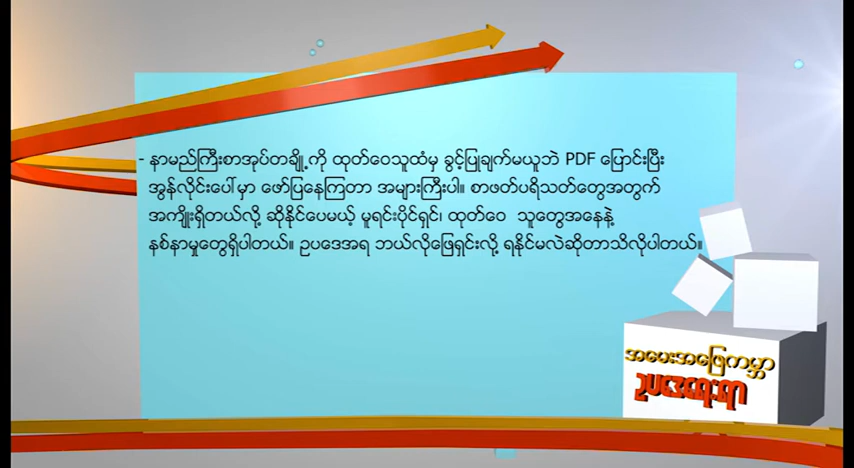 - နာမည်ကြီးစာအုပ်တချို့ကို ထုတ်ဝေသူထံမှ ခွင့်ပြုချက်မယူဘဲ PDF ပြောင်းပြီး
အွန်လိုင်းပေါ်မှာ ဖော်ပြနေကြတာ အများကြီးပါ။ စာဖတ်ပရိသတ်တွေအတွက်
အကျိုးရှိတယ်လို့ ဆိုနိုင်ပေမယ့် မူရင်းပိုင်ရှင်၊ ထုတ်ဝေ သူတွေအနေနဲ့
နစ်နာမှုတွေရှိပါတယ်။ ဥပဒေအရ ဘယ်လိုဖြေရှင်းလို့ ရနိုင်မလဲဆိုတာသိလိုပါတယ်။
အမေးအဖြေကဏ္ဍ
ဥပဒေရေးရာ